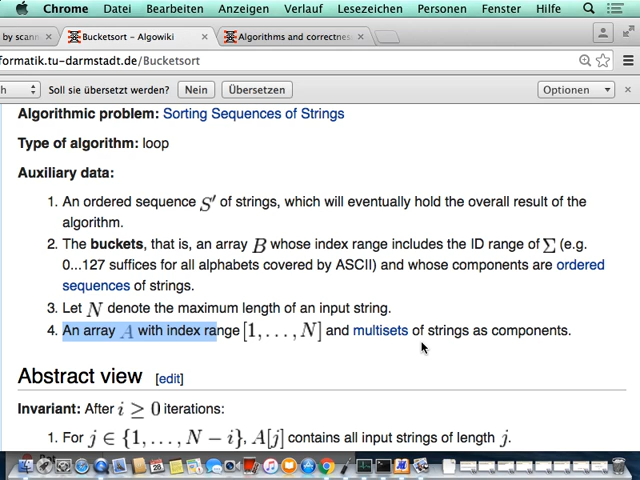 Chrome Datei Bearbeiten Anzeigen Verlauf Lesezeichen Personen Fenster Hilfe
by scann × Bucketsort – Algowiki × Algorithms and correctnes ×
formatik.tu-darmstadt.de/Bucketsort
h Soll sie übersetzt werden? Nein Übersetzen Optionen ×
Algorithmic problem: Sorting Sequences of Strings
Type of algorithm: loop
Auxiliary data:
1. An ordered sequence S′ of strings, which will eventually hold the overall result of the
algorithm.
2. The buckets, that is, an array B whose index range includes the ID range of Σ (e.g.
0...127 suffices for all alphabets covered by ASCII) and whose components are ordered
sequences of strings.
3. Let N denote the maximum length of an input string.
4. An array A with index range [1, . . . , N] and multisets of strings as components.
Abstract view [edit]
Invariant: After i ≥ 0 iterations:
1. For j ∈ {1, . . . , N − i}, A[j] contains all input strings of length j.